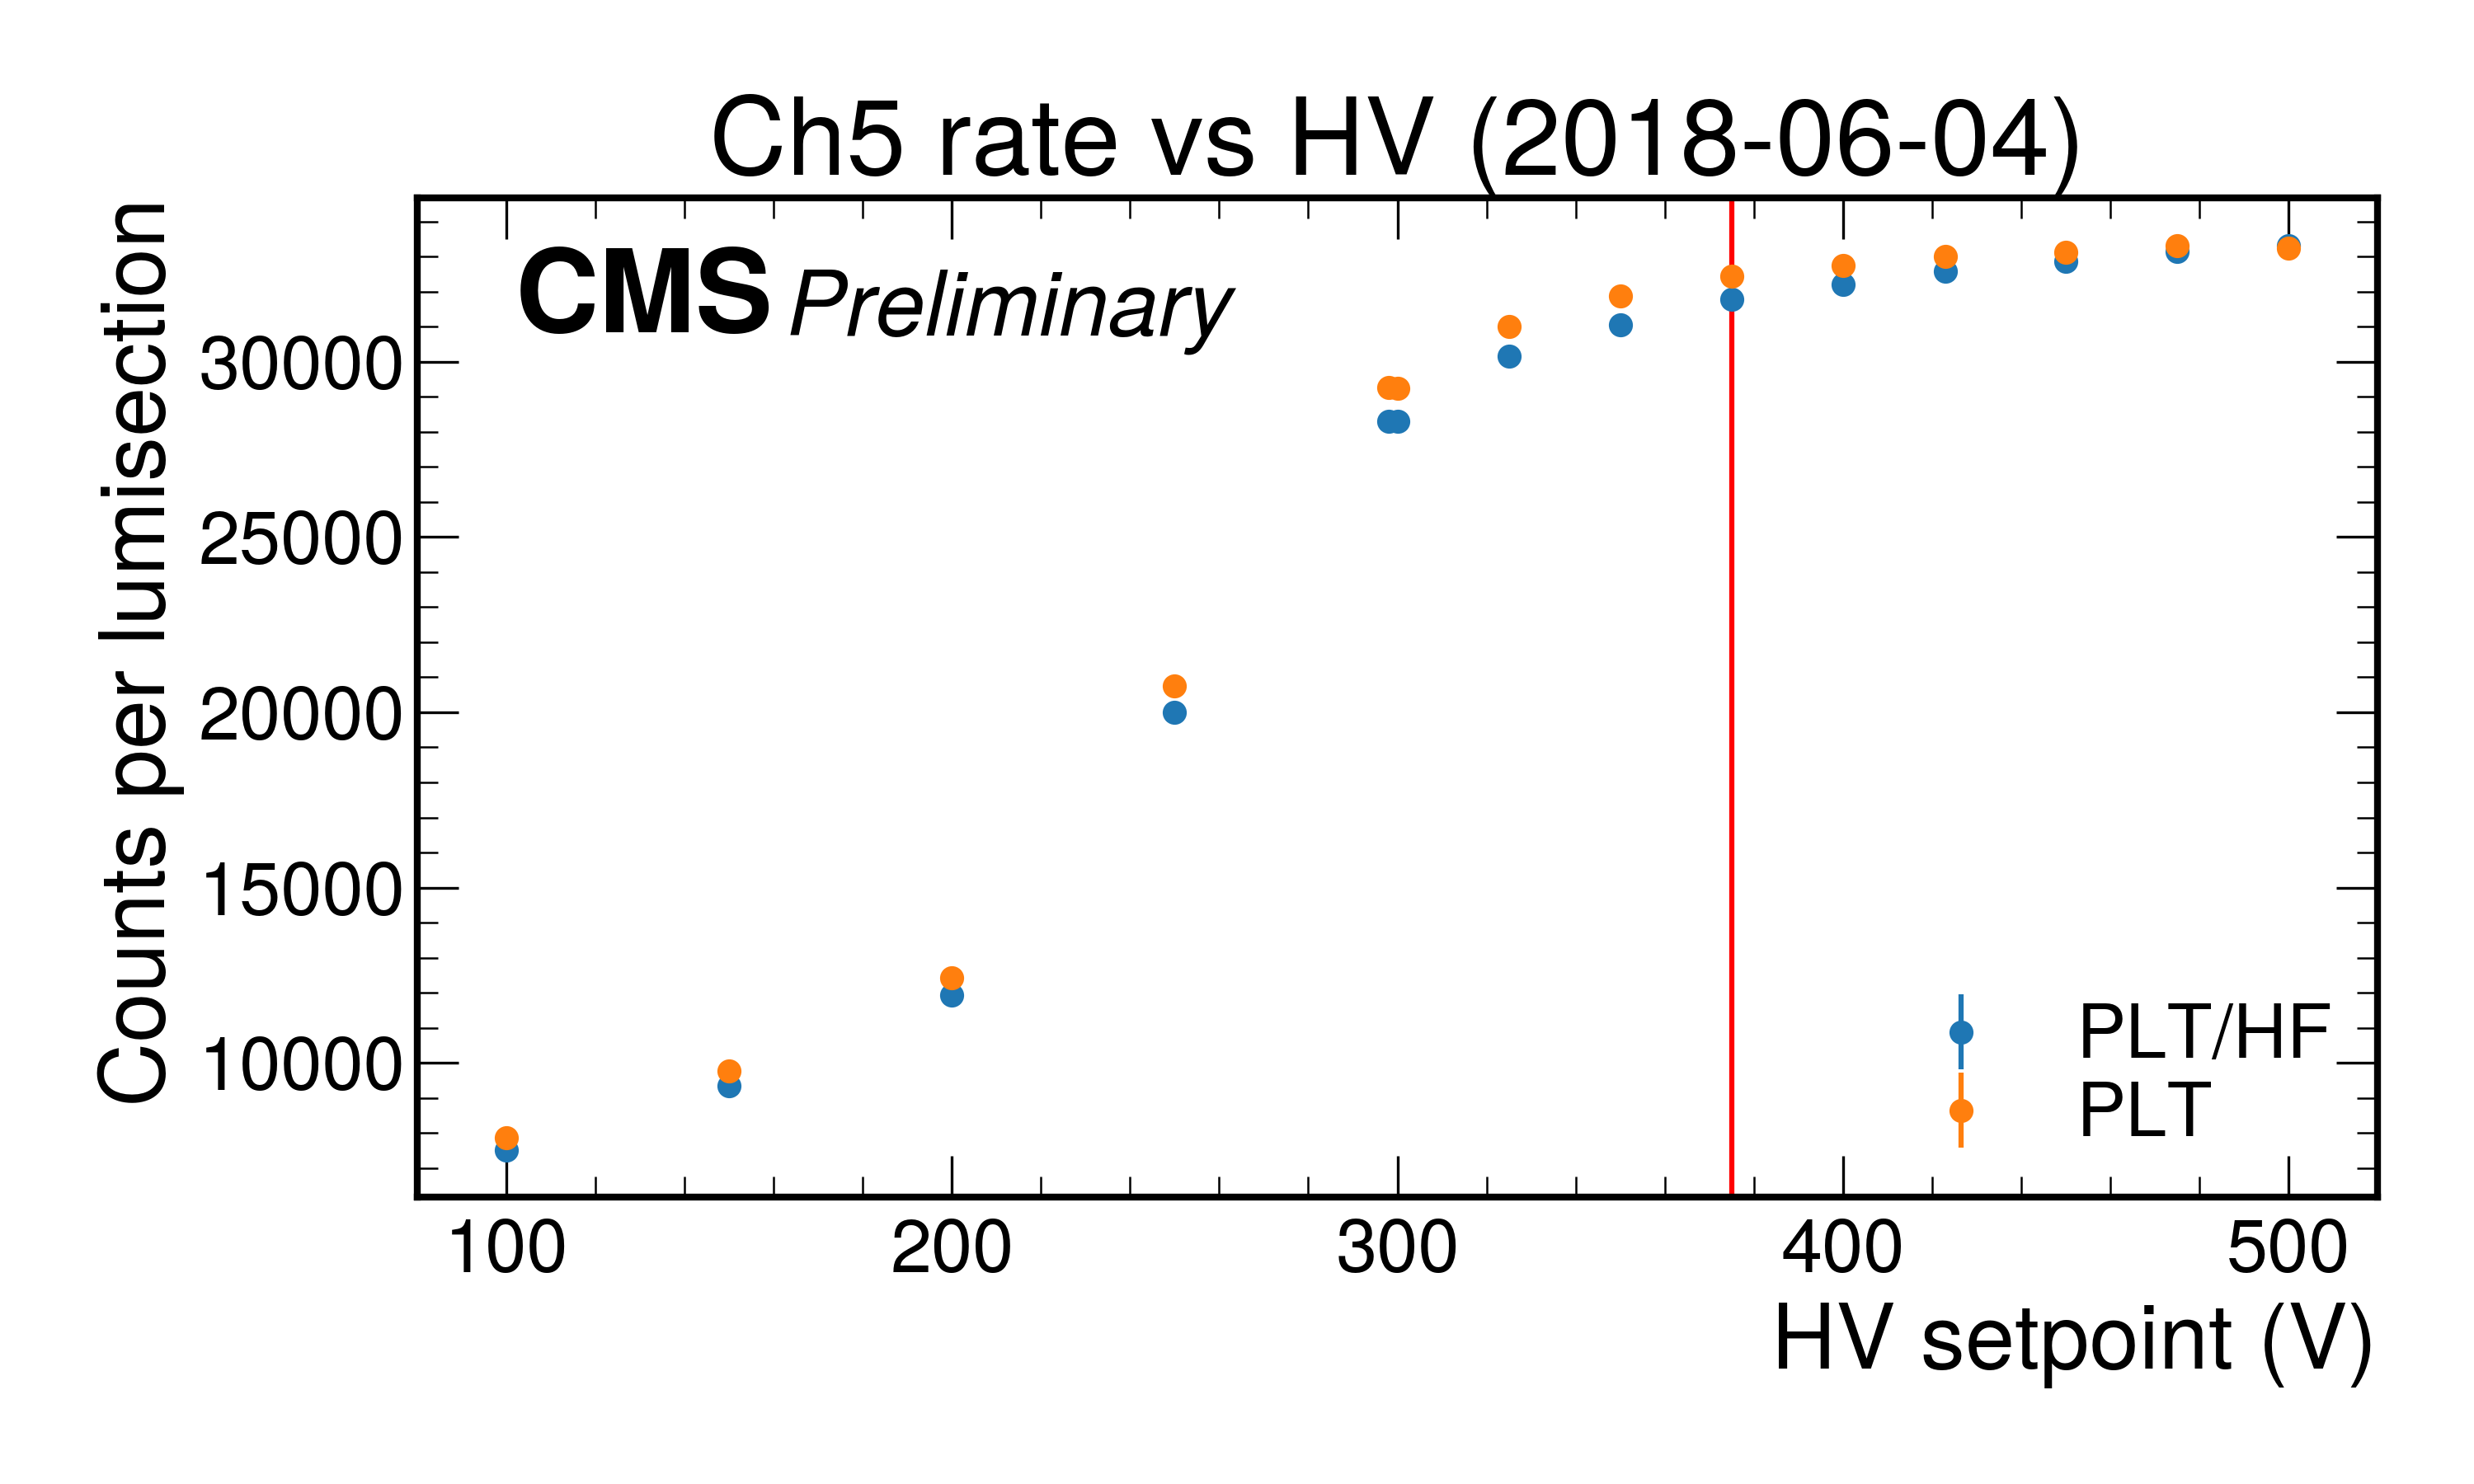 Ch5 rate vs HV (2018-06-04)
CMS Preliminary
Counts per lumisection
30000
25000
20000
15000
10000
PLT/HF
PLT
100 200 300 400 500
HV setpoint (V)